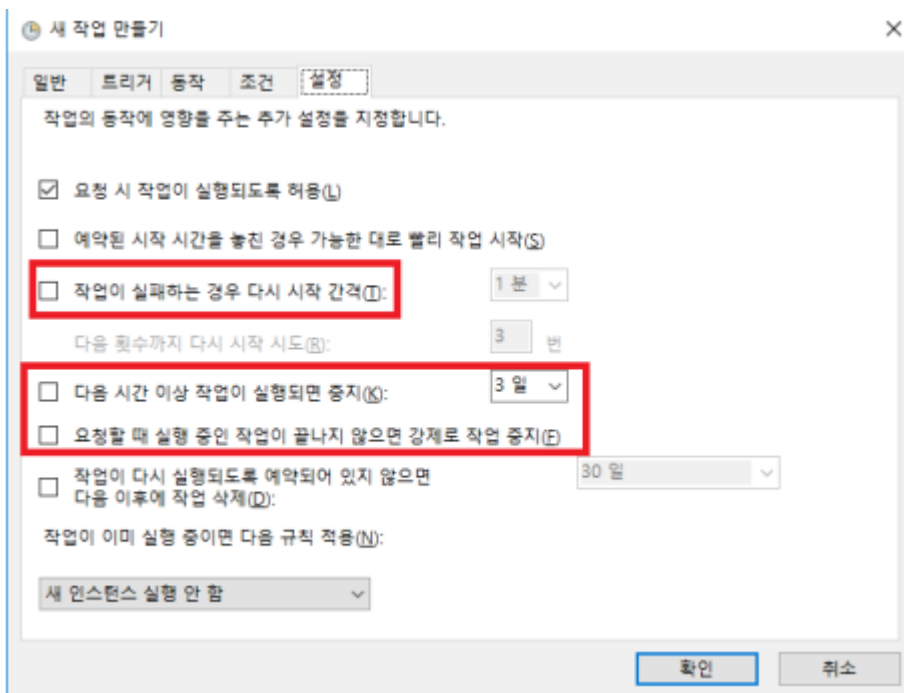 새 작업 만들기
일반 트리거 동작 조건 설정
작업의 동작에 영향을 주는 추가 설정을 지정합니다.
요청 시 작업이 실행되도록 허용(L)
예약된 시작 시간을 놓친 경우 가능한 대로 빨리 작업 시작(S)
작업이 실패하는 경우 다시 시작 간격(T): 1 분
다음 횟수까지 다시 시작 시도(R): 3 번
다음 시간 이상 작업이 실행되면 중지(K): 3 일
요청할 때 실행 중인 작업이 끝나지 않으면 강제로 작업 중지(F)
작업이 다시 실행되도록 예약되어 있지 않으면 30 일
다음 이후에 작업 삭제(D):
작업이 이미 실행 중이면 다음 규칙 적용(N):
새 인스턴스 실행 안 함
확인 취소